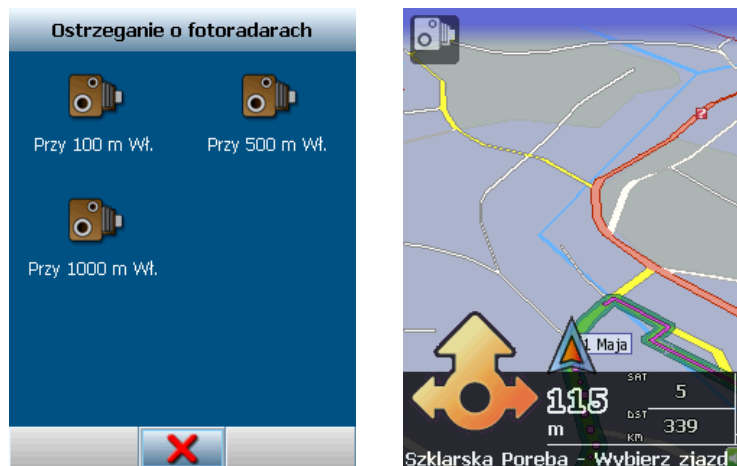 Ostrzeganie o fotoradarach
Przy 100 m Wł.
Przy 500 m Wł.
Przy 1000 m Wł.
1 Maja
115
m
SAT
5
DST
KM
339
Szklarska Poreba - Wybierz zjazd